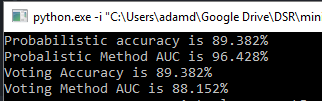 python.exe -i "C:\Users\adamd\Google Drive\DSR\min
Probabilistic accuracy is 89.382%
Probalistic Method AUC is 96.428%
Voting Accuracy is 89.382%
Voting Method AUC is 88.152%